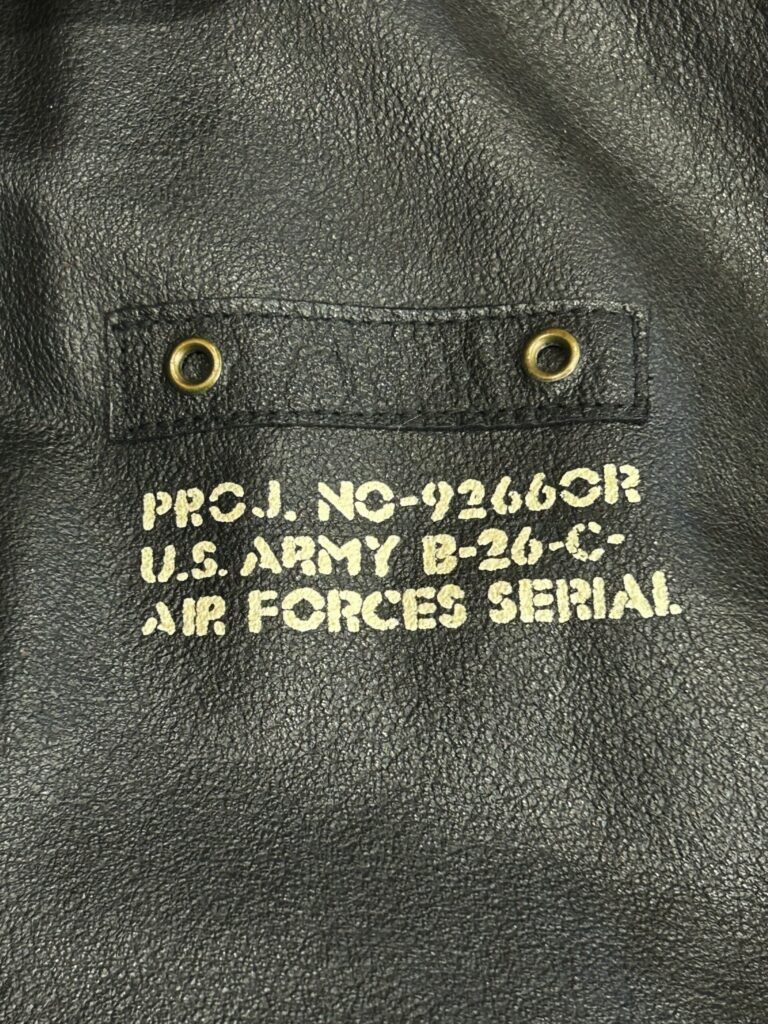 PROJ. NO-92660R
U.S. ARMY B-26-C-
AIR FORCES SERIAL